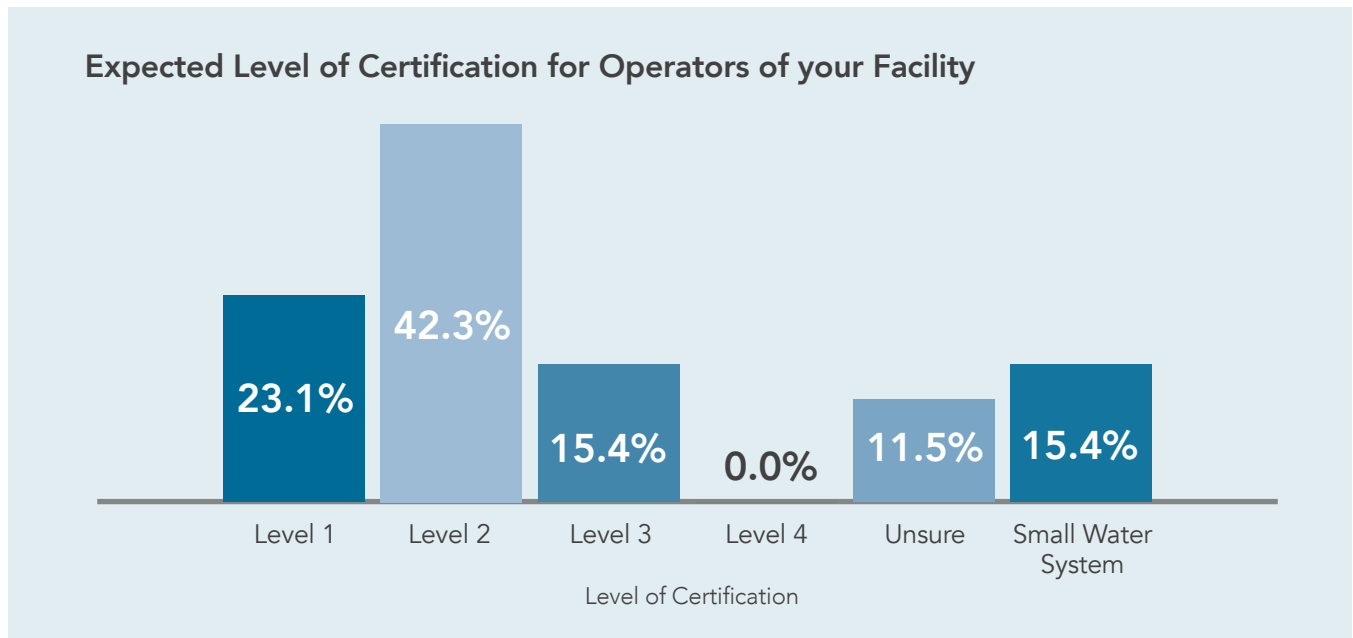 Expected Level of Certification for Operators of your Facility
23.1%
42.3%
15.4%
0.0%
11.5%
15.4%
Level 1
Level 2
Level 3
Level 4
Unsure
Small Water
System
Level of Certification